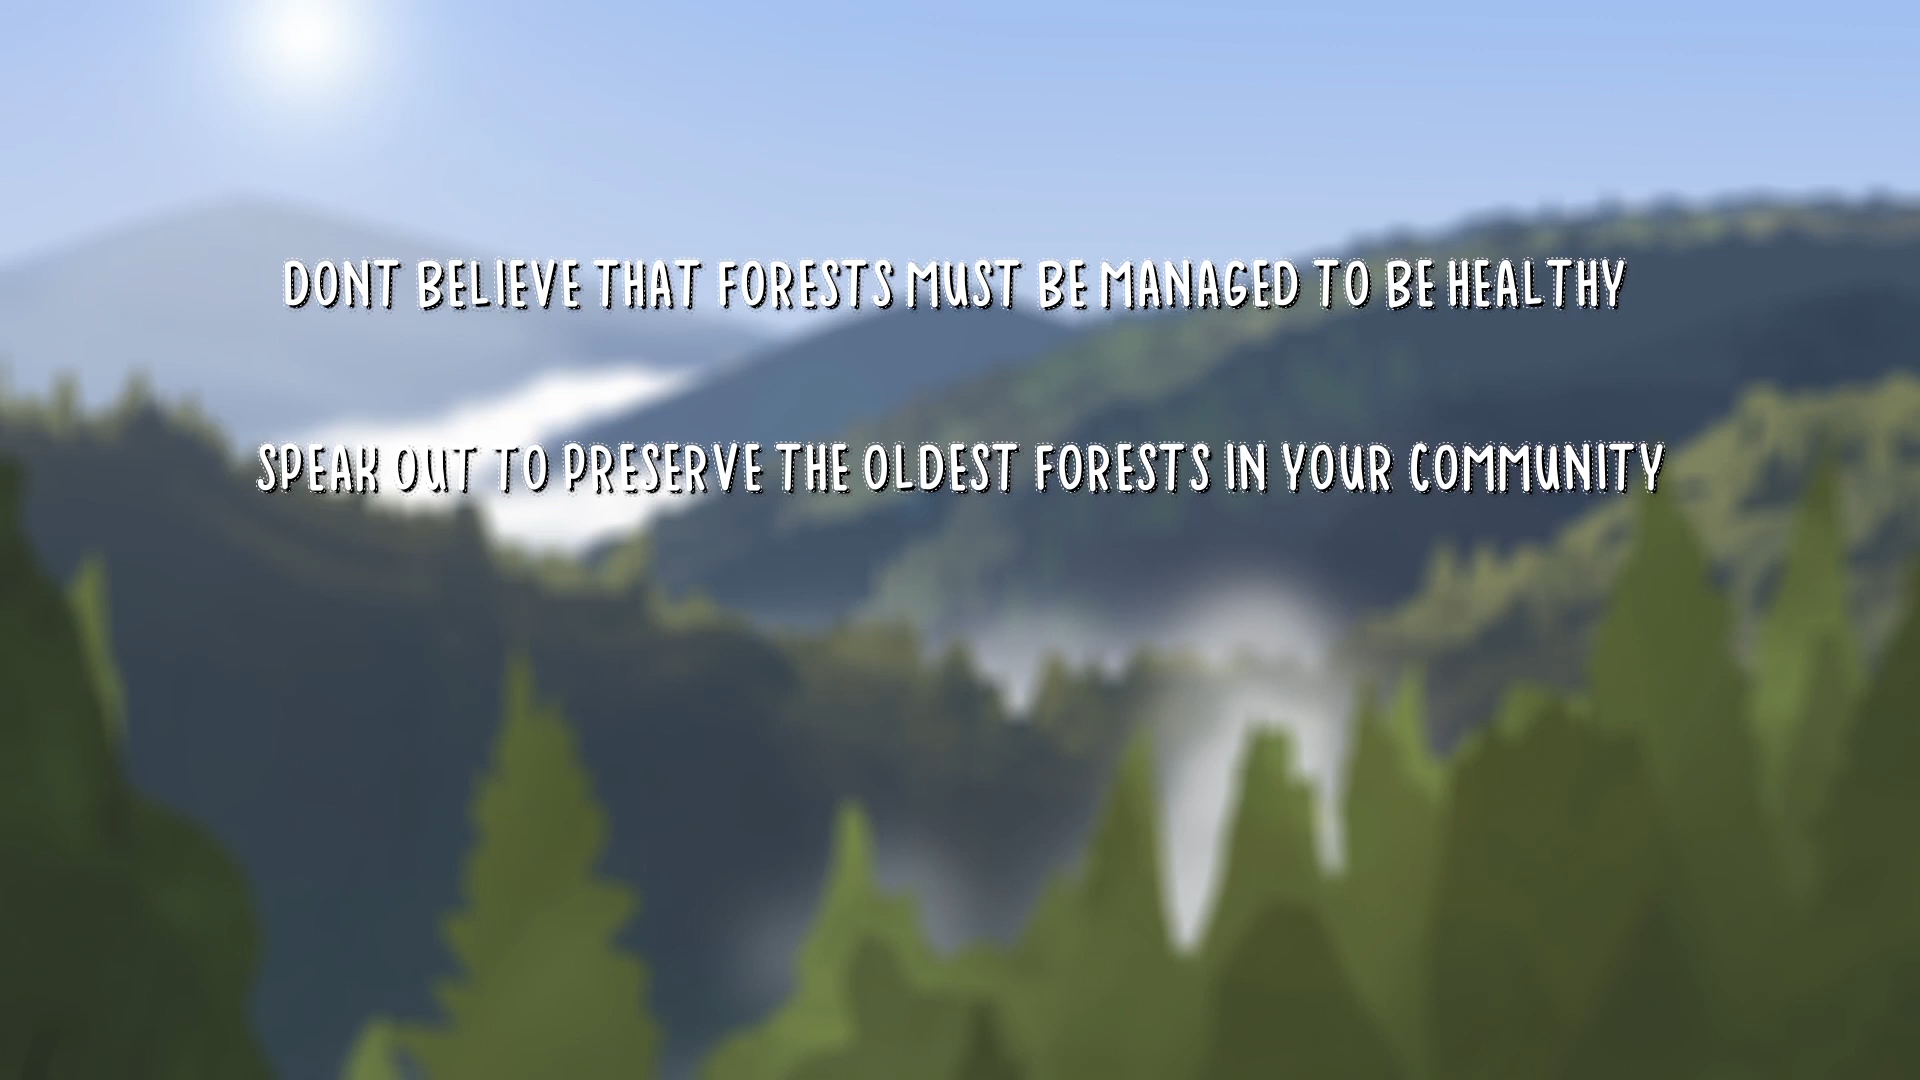 DONT BELIEVE THAT FORESTS MUST BE MANAGED TO BE HEALTHY
SPEAK OUT TO PRESERVE THE OLDEST FORESTS IN YOUR COMMUNITY